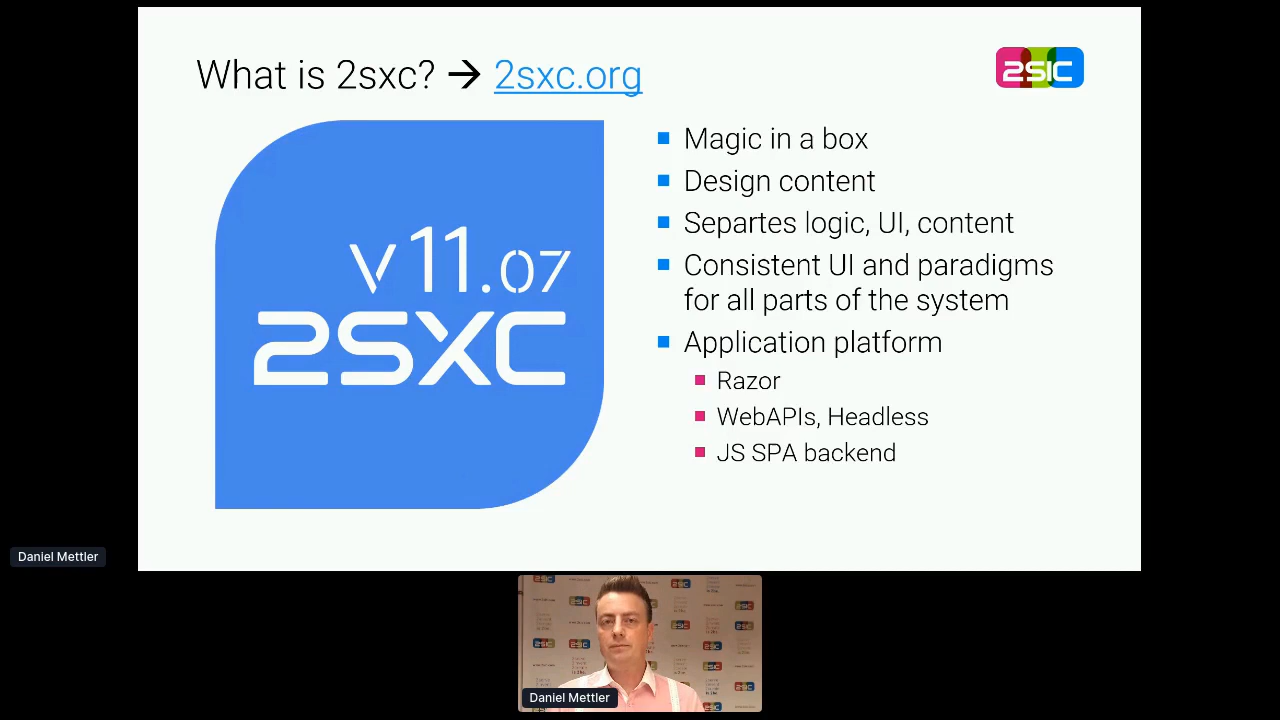 What is 2sxc? → 2sxc.org
2SIC
v 11.07
2SXC
Magic in a box
Design content
Separtes logic, UI, content
Consistent UI and paradigms
for all parts of the system
Application platform
Razor
WebAPIs, Headless
JS SPA backend
Daniel Mettler
Daniel Mettler